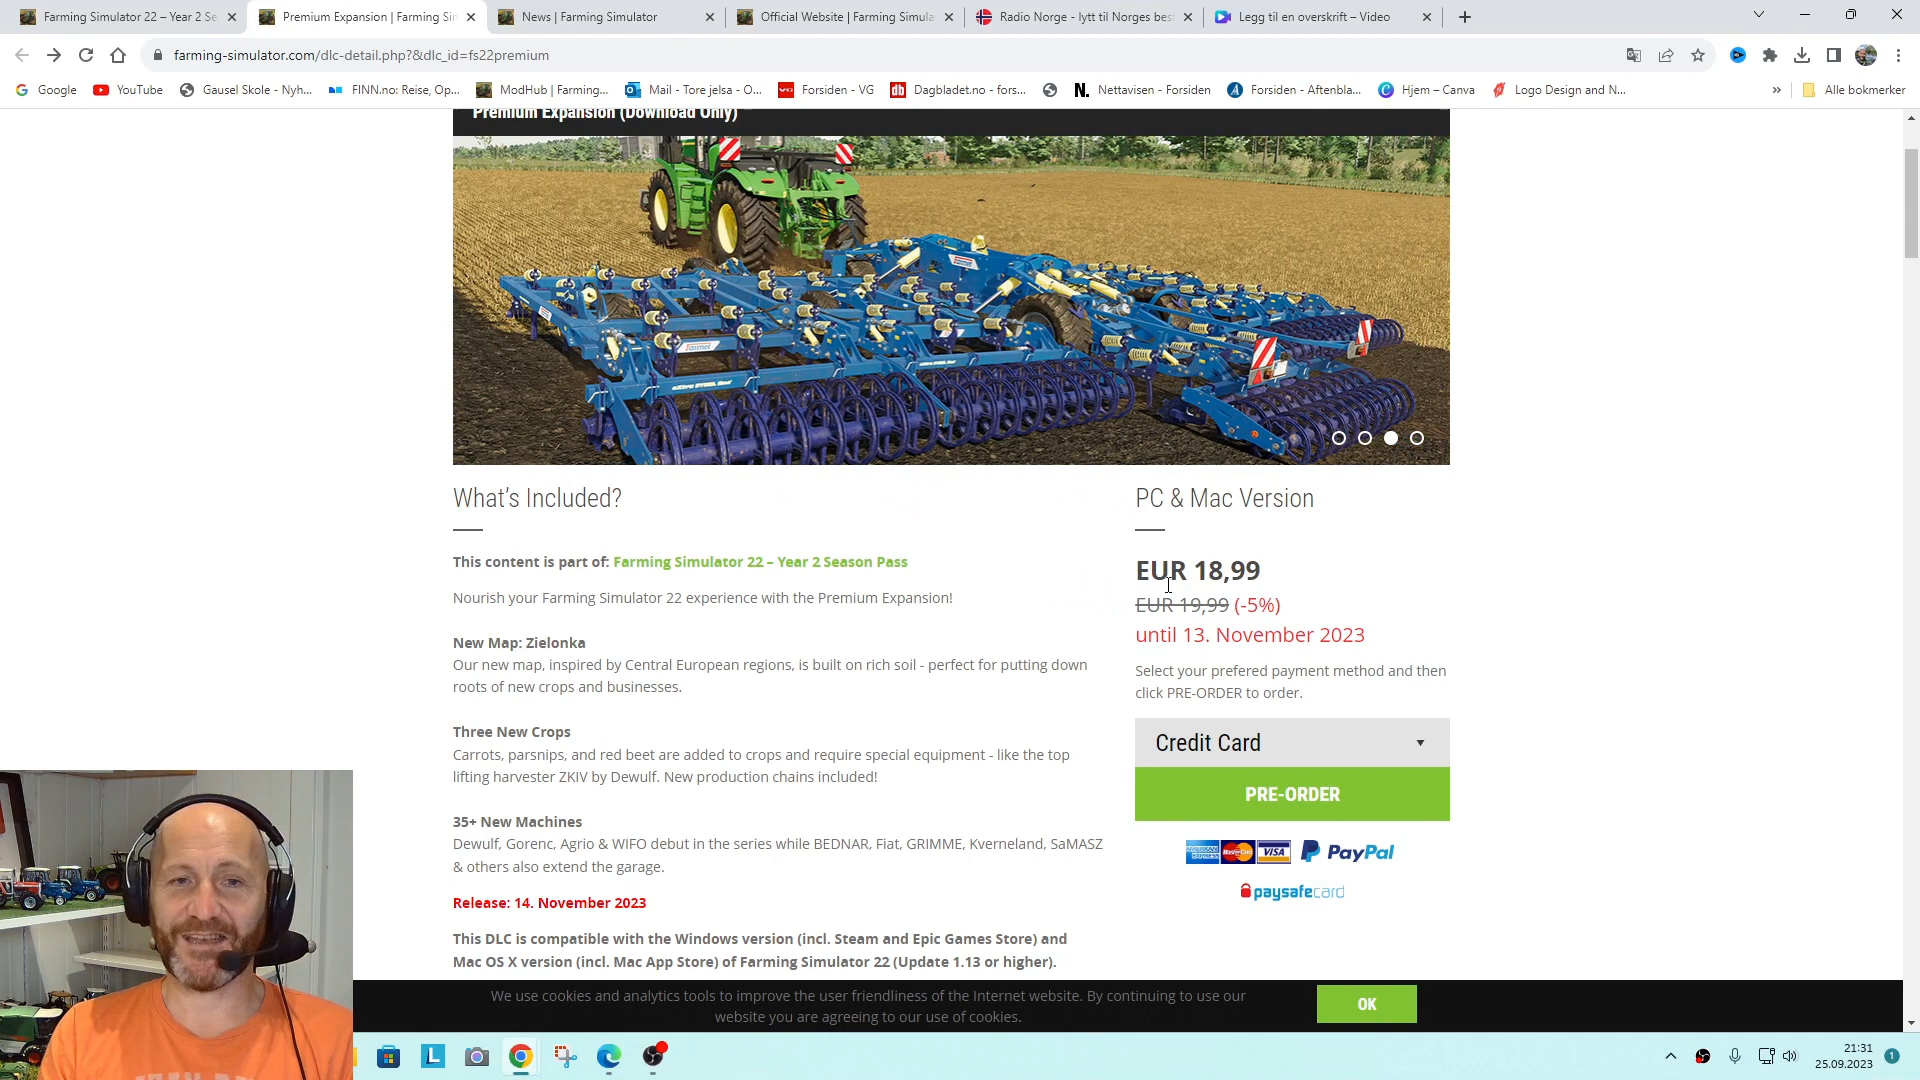 Farming Simulator 22 – Year 2 Se
Premium Expansion | Farming Sim
News | Farming Simulator
Official Website | Farming Simula
Radio Norge - lytt til Norges bes
Legg til en overskrift – Video
farming-simulator.com/dlc-detail.php?&dlc_id=fs22premium
Google
YouTube
Gausel Skole - Nyh...
FINN.no: Reise, Op...
ModHub | Farming...
Mail - Tore jelsa - O...
Forsiden - VG
Dagbladet.no - fors...
Nettavisen - Forsiden
Forsiden - Aftenbla...
Hjem – Canva
Logo Design and N...
»
Alle bokmerker
Premium Expansion (Download Only)
What's Included?
This content is part of: Farming Simulator 22 – Year 2 Season Pass
Nourish your Farming Simulator 22 experience with the Premium Expansion!
New Map: Zielonka
Our new map, inspired by Central European regions, is built on rich soil - perfect for putting down
roots of new crops and businesses.
Three New Crops
Carrots, parsnips, and red beet are added to crops and require special equipment - like the top
lifting harvester ZKIV by Dewulf. New production chains included!
35+ New Machines
Dewulf, Gorenc, Agrio & WIFO debut in the series while BEDNAR, Fiat, GRIMME, Kverneland, SaMASZ
& others also extend the garage.
Release: 14. November 2023
This DLC is compatible with the Windows version (incl. Steam and Epic Games Store) and
Mac OS X version (incl. Mac App Store) of Farming Simulator 22 (Update 1.13 or higher).
PC & Mac Version
EUR 18,99
EUR 19,99 (-5%)
until 13. November 2023
Select your prefered payment method and then
click PRE-ORDER to order.
Credit Card
PRE-ORDER
MasterCard
VISA
PayPal
paysafecard
We use cookies and analytics tools to improve the user friendliness of the Internet website. By continuing to use our
website you are agreeing to our use of cookies.
OK
21:31
25.09.2023
1